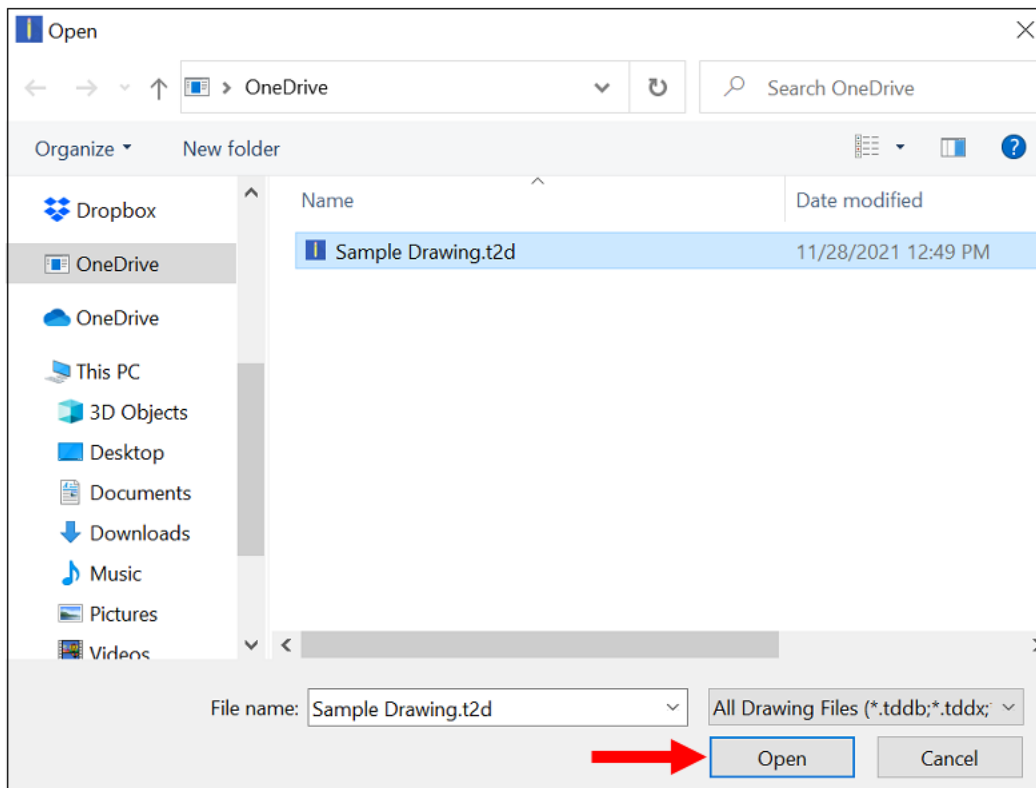 Open
OneDrive
Search OneDrive
Organize
New folder
Name
Date modified
Dropbox
OneDrive
OneDrive
This PC
3D Objects
Desktop
Documents
Downloads
Music
Pictures
Videos
Sample Drawing.t2d
11/28/2021 12:49 PM
File name:
Sample Drawing.t2d
All Drawing Files (*.tddb;*.tddx;
Open
Cancel